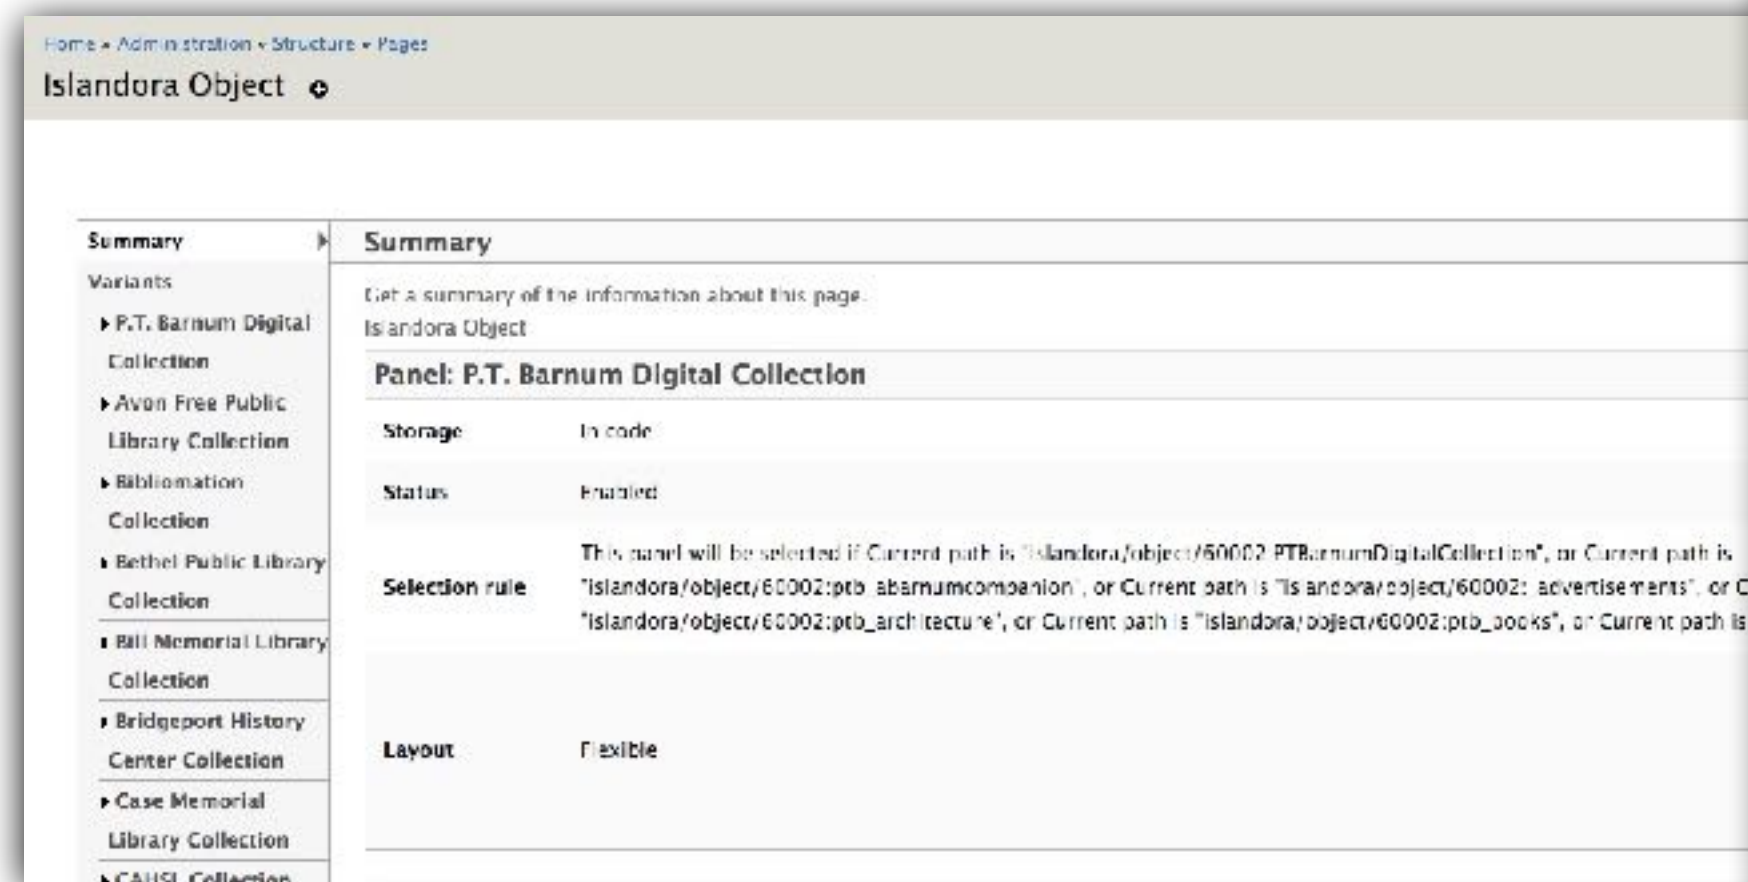 Home » Administration » Structure » Pages
Islandora Object
Summary
Variants
P.T. Barnum Digital
Collection
Avon Free Public
Library Collection
Bibliomation
Collection
Bethel Public Library
Collection
Bill Memorial Library
Collection
Bridgeport History
Center Collection
Case Memorial
Library Collection
Collection
Summary
Get a summary of the information about this page.
Islandora Object
Panel: P.T. Barnum Digital Collection
Storage In code
Status Enabled
Selection rule
This panel will be selected if Current path is "islandora/object/60002:PTBarnumDigitalCollection", or Current path is
"islandora/object/60002:ptb_abarnumcompanion", or Current path is "islandora/object/60002:_advertisements", or C
"islandora/object/60002:ptb_architecture", or Current path is "islandora/object/60002:ptb_books", or Current path is
Layout Flexible